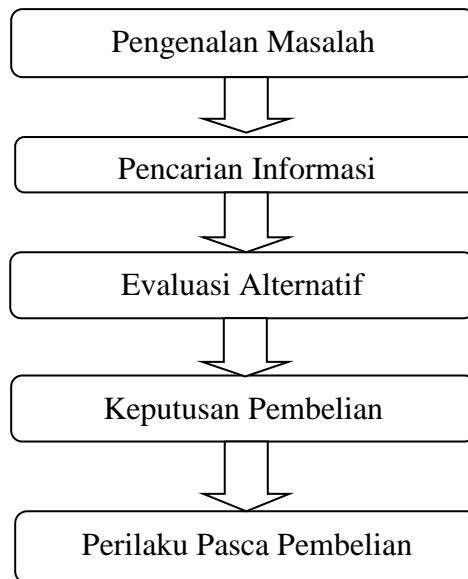 Pengenalan Masalah
Pencarian Informasi
Evaluasi Alternatif
Keputusan Pembelian
Perilaku Pasca Pembelian